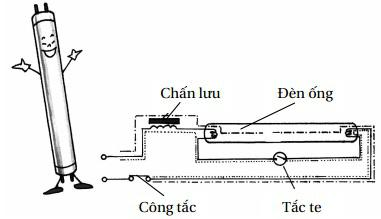 Chấn lưu
Đèn ống
Công tắc
Tắc te